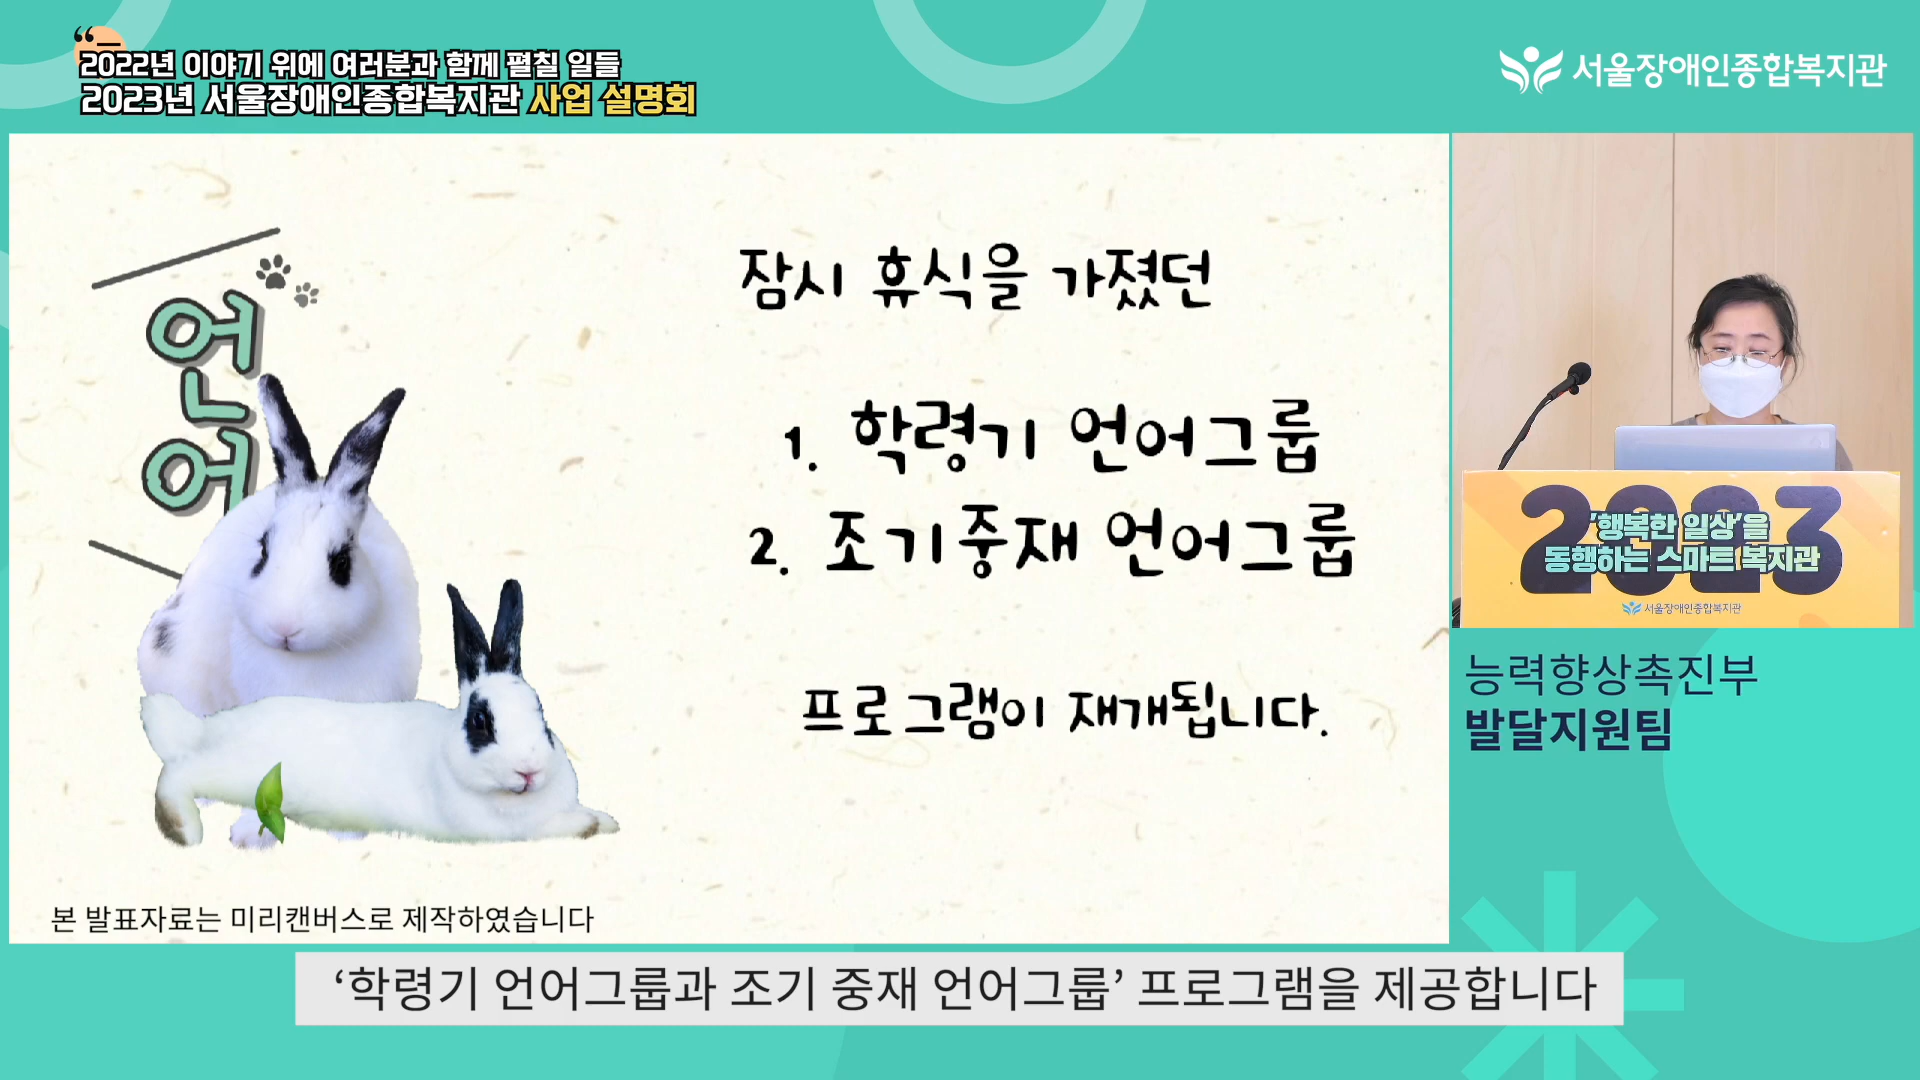 2022년 이야기 위에 여러분과 함께 펼칠 일들
2023년 서울장애인종합복지관 사업 설명회
서울장애인종합복지관
언어
잠시 휴식을 가졌던
1. 학령기 언어그룹
2. 조기중재 언어그룹
프로그램이 재개됩니다.
본 발표자료는 미리캔버스로 제작하였습니다
2023
'행복한 일상'을
동행하는 스마트 복지관
서울장애인종합복지관
능력향상촉진부
발달지원팀
‘학령기 언어그룹과 조기 중재 언어그룹’ 프로그램을 제공합니다